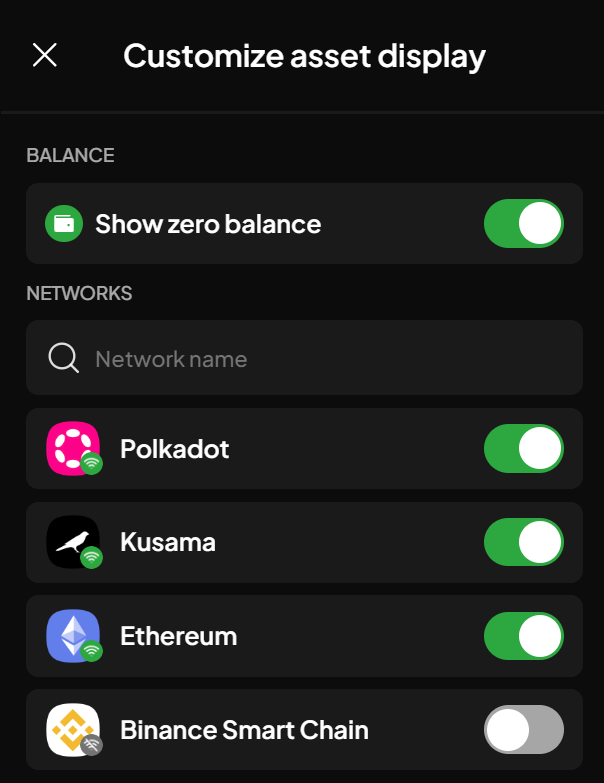 Customize asset display
BALANCE
Show zero balance
NETWORKS
Network name
Polkadot
Kusama
Ethereum
Binance Smart Chain